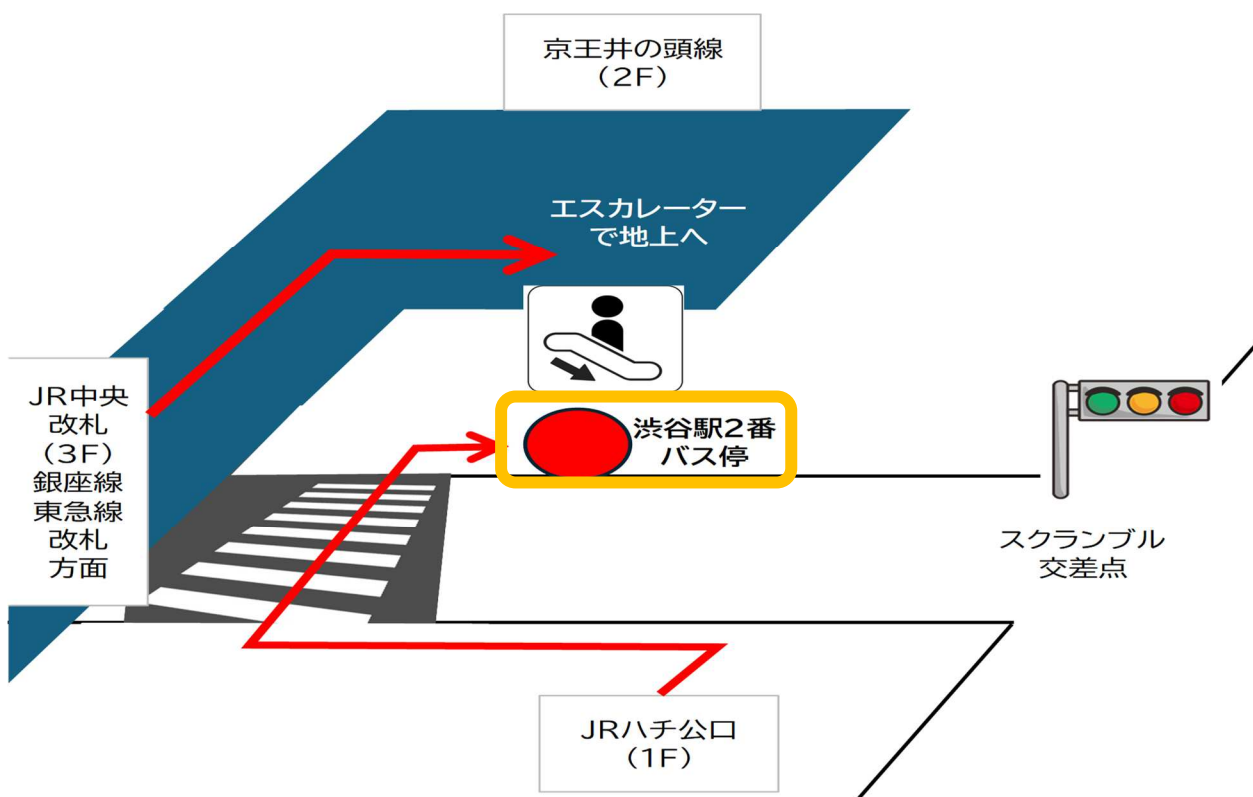 京王井の頭線
(2F)
エスカレーター
で地上へ
JR中央
改札
(3F)
銀座線
東急線
改札
方面
渋谷駅2番
バス停
スクランブル
交差点
JRハチ公口
(1F)